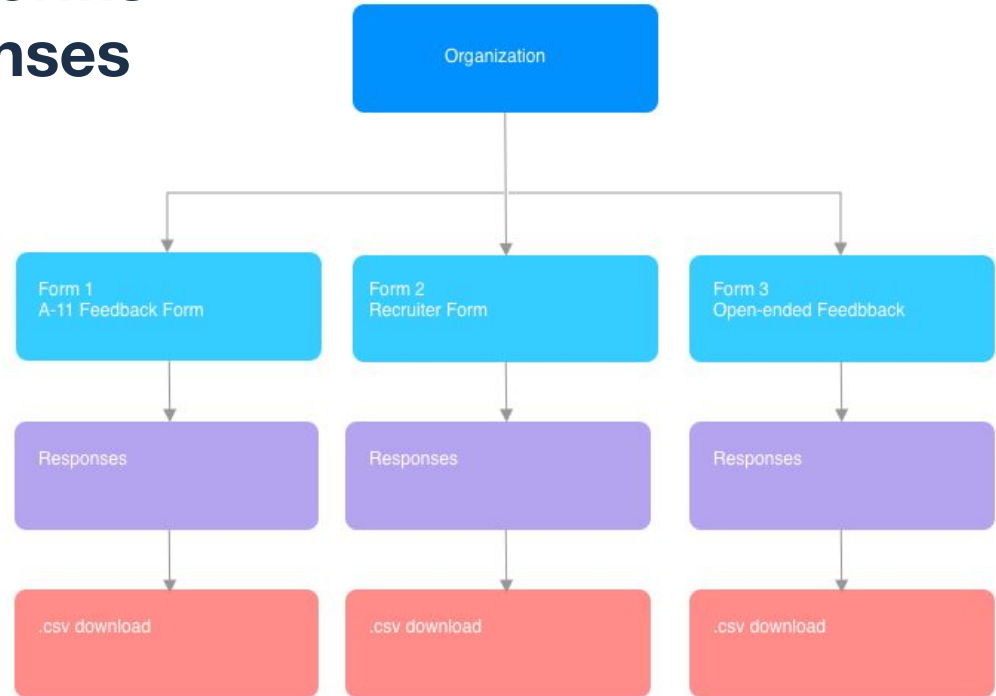 nses
Organization
Form 1
A-11 Feedback Form
Form 2
Recruiter Form
Form 3
Open-ended Feedbback
Responses
Responses
Responses
.csv download
.csv download
.csv download